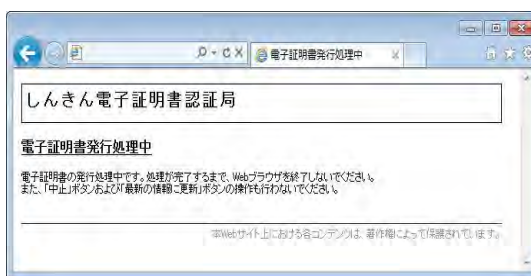 電子証明書発行処理中
しんきん電子証明書認証局
電子証明書発行処理中
電子証明書の発行処理中です。処理が完了するまで、Webブラウザを終了しないでください。
また、「中止」ボタンおよび「最新の情報に更新」ボタンの操作も行わないでください。
本Webサイト上における各コンテンツは、著作権によって保護されています。